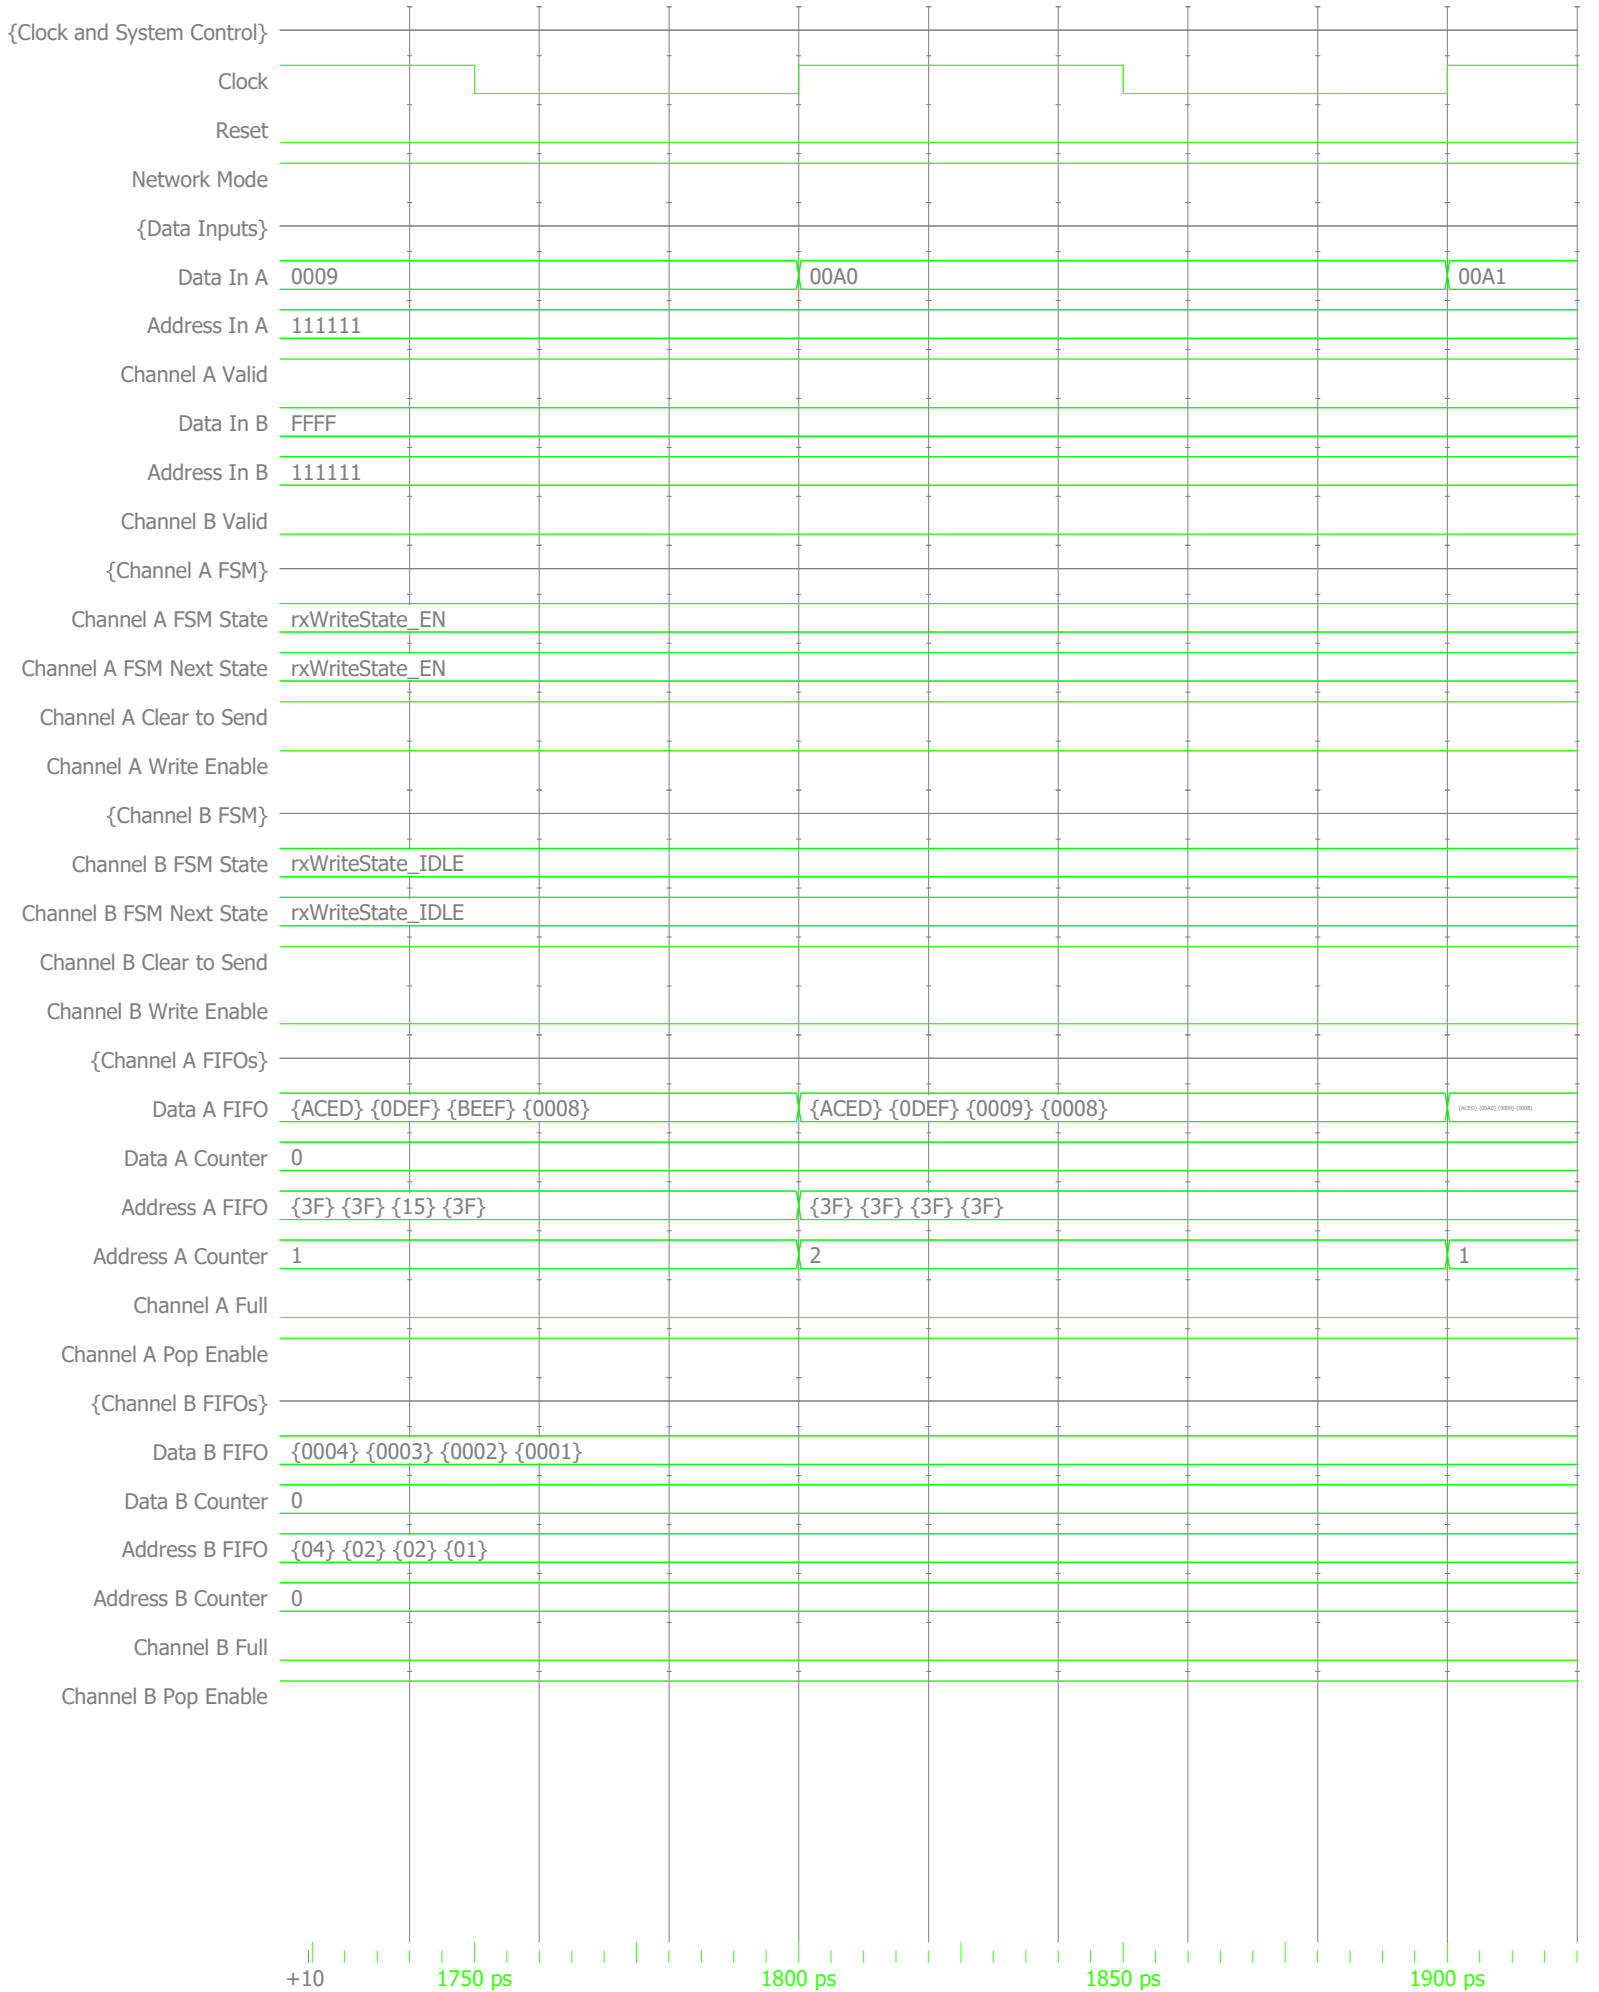 {Clock and System Control}
Clock
Reset
Network Mode
{Data Inputs}
Data In A 0009 00A0 00A1
Address In A 111111
Channel A Valid
Data In B FFFF
Address In B 111111
Channel B Valid
{Channel A FSM}
Channel A FSM State rxWriteState_EN
Channel A FSM Next State rxWriteState_EN
Channel A Clear to Send
Channel A Write Enable
{Channel B FSM}
Channel B FSM State rxWriteState_IDLE
Channel B FSM Next State rxWriteState_IDLE
Channel B Clear to Send
Channel B Write Enable
{Channel A FIFOs}
Data A FIFO {ACED} {0DEF} {BEEF} {0008} {ACED} {0DEF} {0009} {0008} {ACED} {00A0} {0009} {0008}
Data A Counter 0
Address A FIFO {3F} {3F} {15} {3F} {3F} {3F} {3F} {3F}
Address A Counter 1 2 1
Channel A Full
Channel A Pop Enable
{Channel B FIFOs}
Data B FIFO {0004} {0003} {0002} {0001}
Data B Counter 0
Address B FIFO {04} {02} {02} {01}
Address B Counter 0
Channel B Full
Channel B Pop Enable
+10 1750 ps 1800 ps 1850 ps 1900 ps